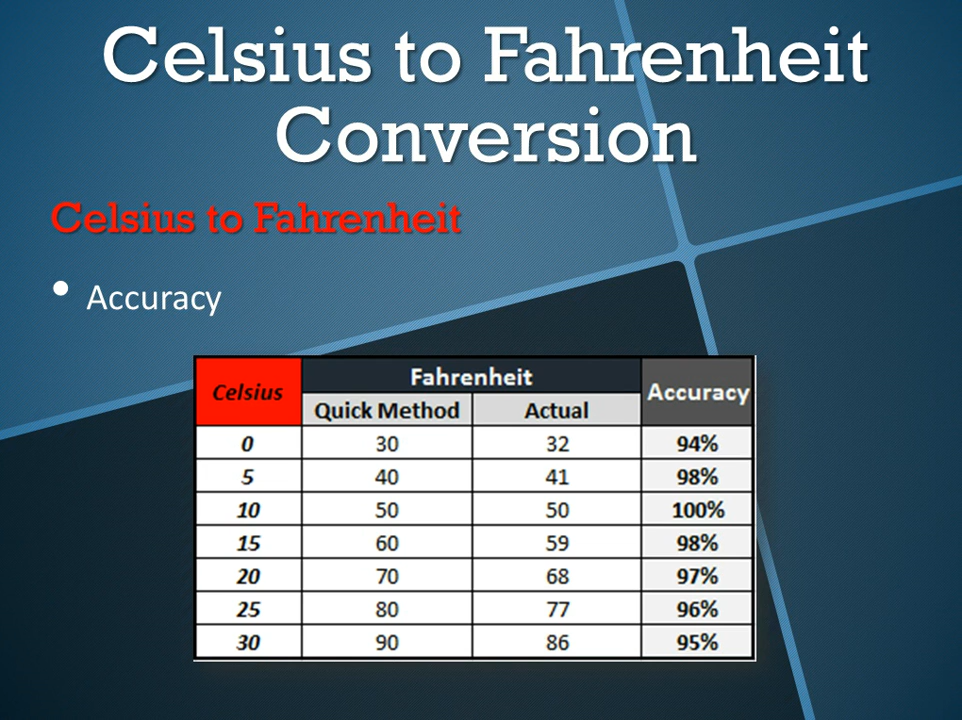 Celsius to Fahrenheit
Conversion
Celsius to Fahrenheit
• Accuracy
Celsius Fahrenheit Accuracy
Quick Method Actual
0 30 32 94%
5 40 41 98%
10 50 50 100%
15 60 59 98%
20 70 68 97%
25 80 77 96%
30 90 86 95%